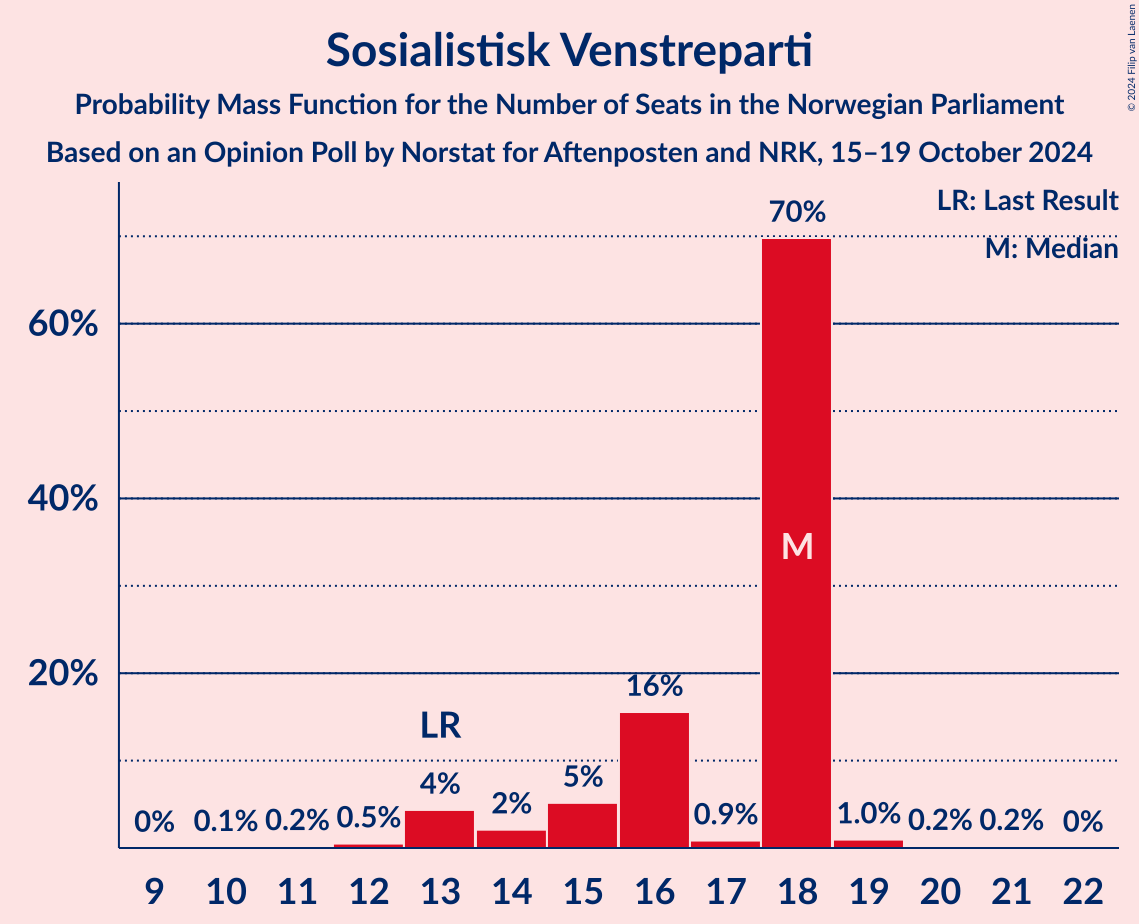 Sosialistisk Venstreparti
Probability Mass Function for the Number of Seats in the Norwegian Parliament
Based on an Opinion Poll by Norstat for Aftenposten and NRK, 15–19 October 2024
© 2024 Filip van Laenen
LR: Last Result
M: Median
70%
60%
40%
M
20%
16%
LR
4%
5%
2%
0% 0.1% 0.2% 0.5% 0.9% 1.0% 0.2% 0.2% 0%
9 10 11 12 13 14 15 16 17 18 19 20 21 22